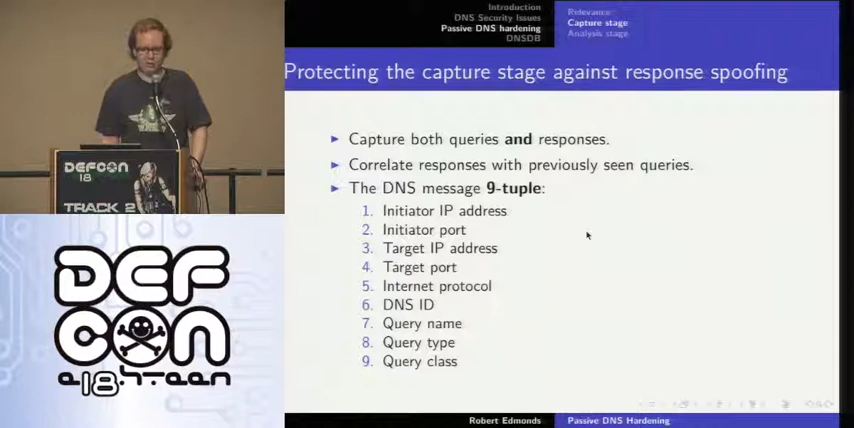 Introduction
DNS Security Issues
Passive DNS hardening
DNSDB
Relevance
Capture stage
Analysis stage
Protecting the capture stage against response spoofing
▶ Capture both queries and responses.
▶ Correlate responses with previously seen queries.
▶ The DNS message 9-tuple:
1. Initiator IP address
2. Initiator port
3. Target IP address
4. Target port
5. Internet protocol
6. DNS ID
7. Query name
8. Query type
9. Query class
Robert Edmonds
Passive DNS Hardening
DEFCON
18
TRACK 2
DEF
CON
e18hteen